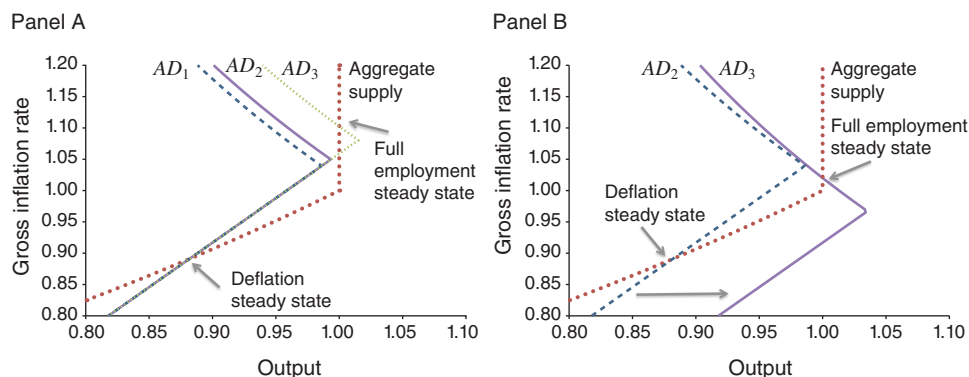 Panel A
Gross inflation rate
1.20
1.15
1.10
1.05
1.00
0.95
0.90
0.85
0.80
0.80 0.85 0.90 0.95 1.00 1.05 1.10
Output
AD1 AD2 AD3
Aggregate
supply
Full
employment
steady state
Deflation
steady state
Panel B
Gross inflation rate
1.20
1.15
1.10
1.05
1.00
0.95
0.90
0.85
0.80
0.80 0.85 0.90 0.95 1.00 1.05 1.10
Output
AD2 AD3
Aggregate
supply
Full employment
steady state
Deflation
steady state